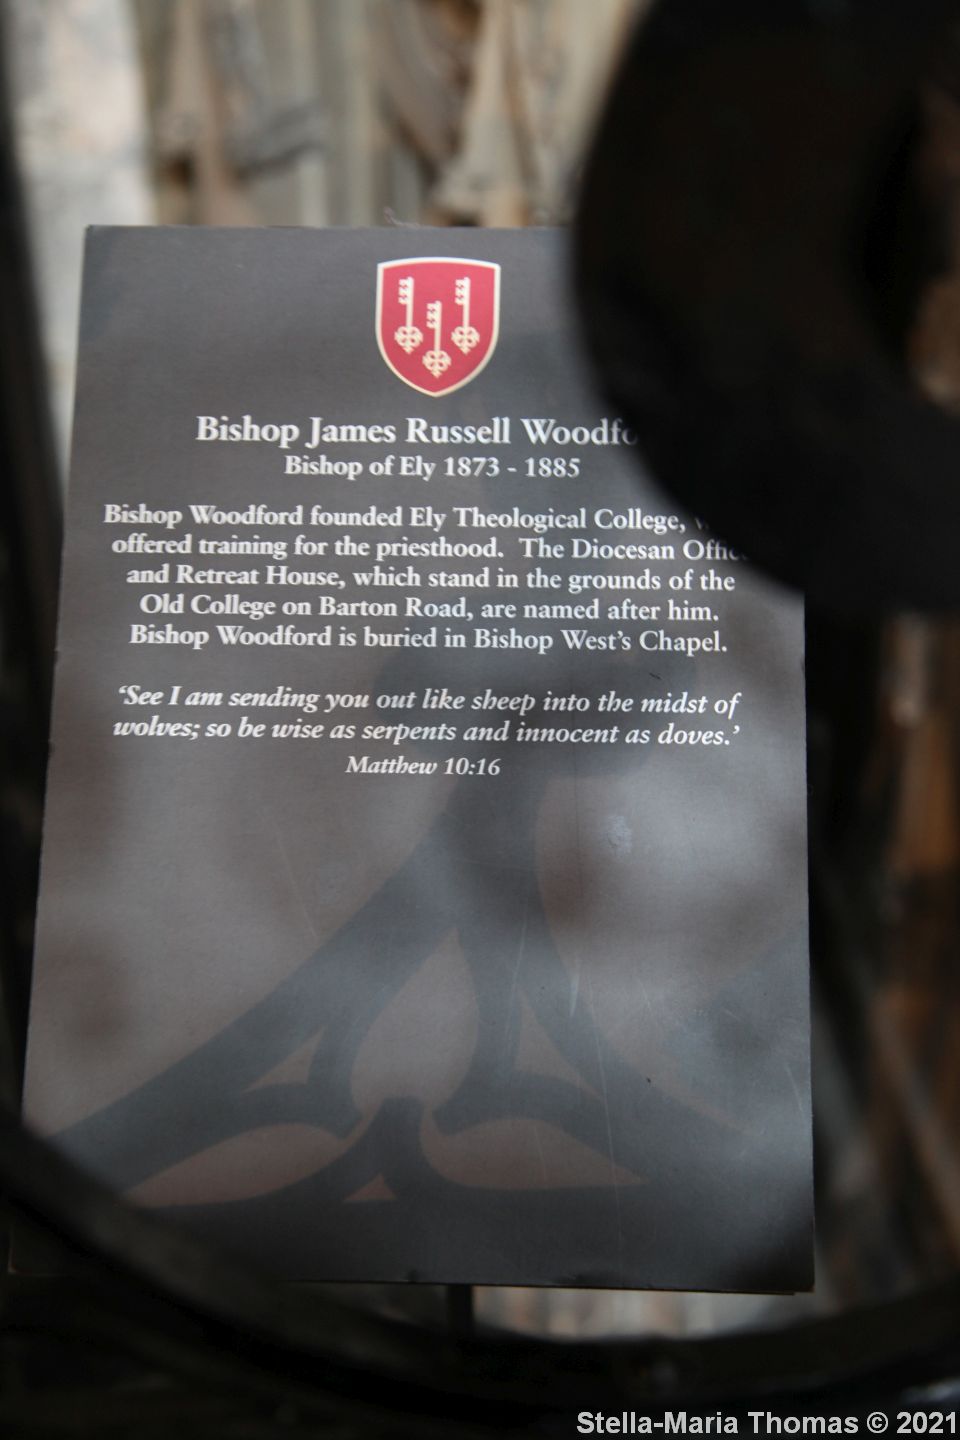 Bishop James Russell
Bishop of Ely 1873 - 1885
Bishop Woodford founded Ely Theological College,
offered training for the priesthood. The Diocesan
and Retreat House, which stand in the grounds of the
Old College on Barton Road, are named after him.
Bishop Woodford is buried in Bishop West's Chapel.
'See I am sending you out like sheep into the midst of
wolves; so be wise as serpents and innocent as doves.'
Matthew 10:16
Stella-Maria Thomas © 2021